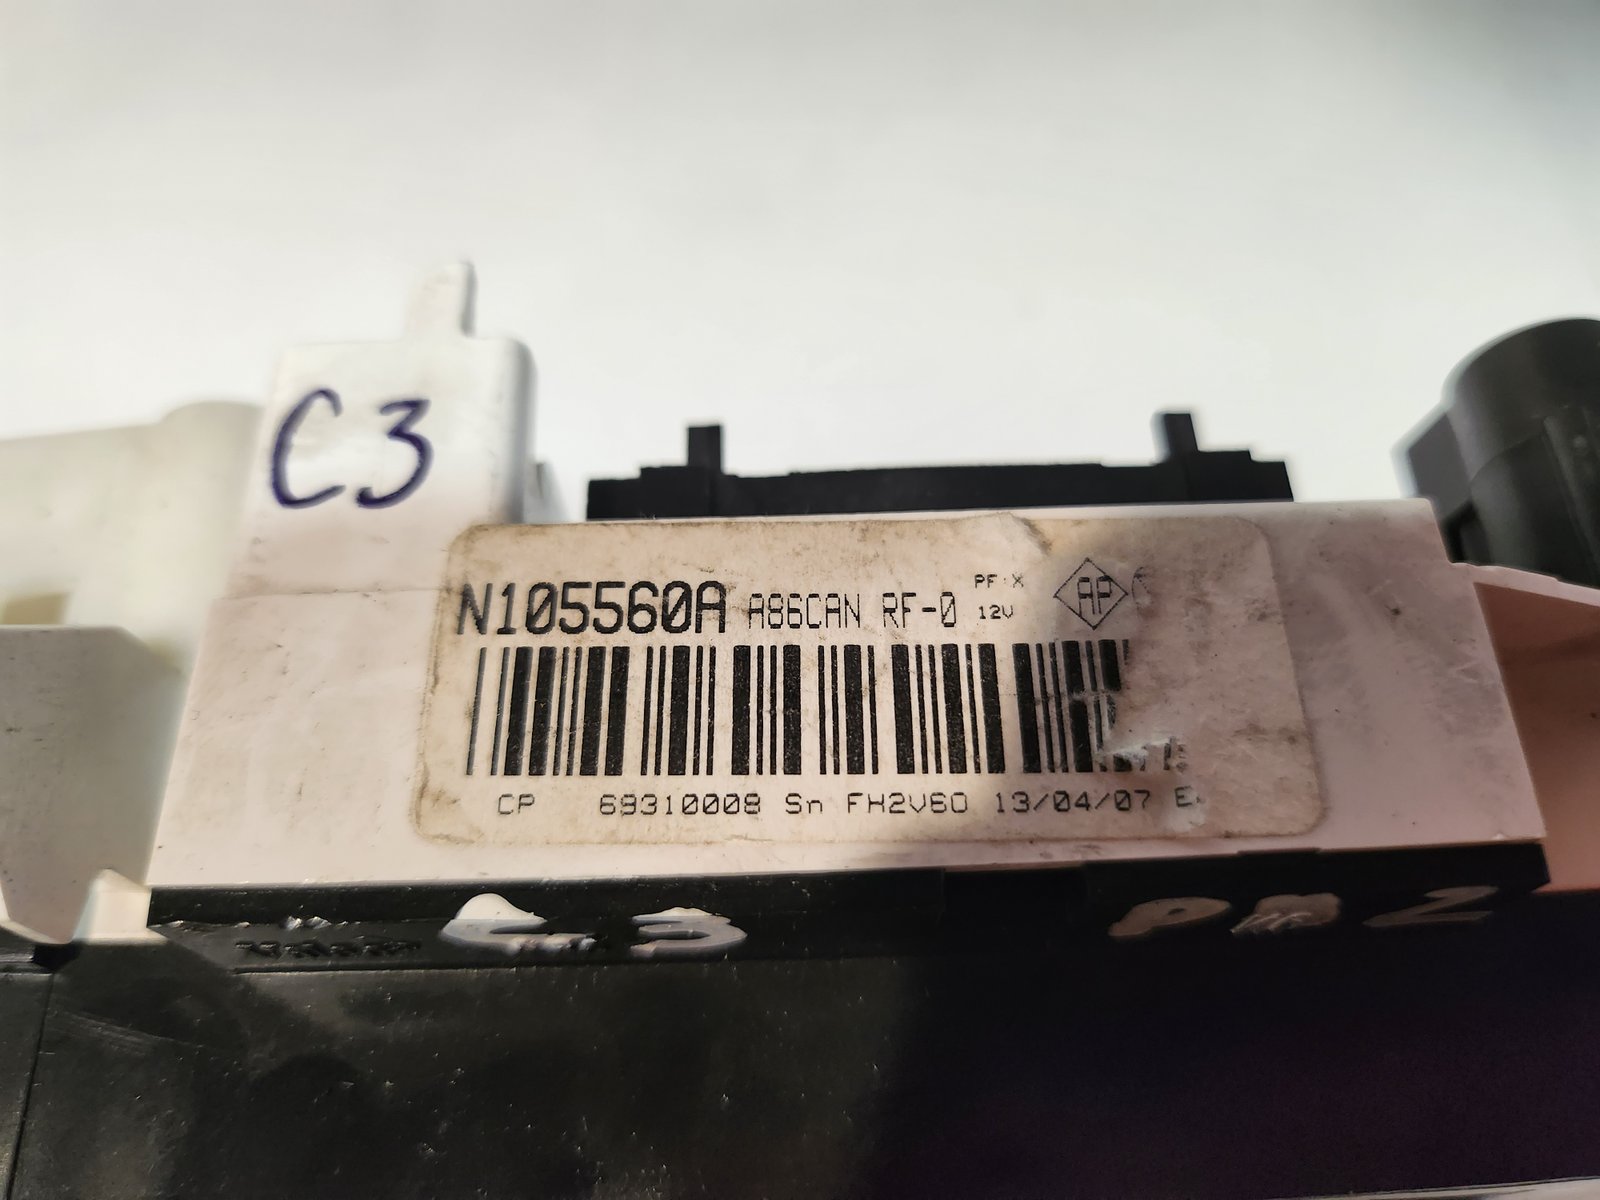 C3
N105560A A86CAN RF-0 PF:X
12V
AP
CP 69310008 Sn FH2V60 13/04/07
C3